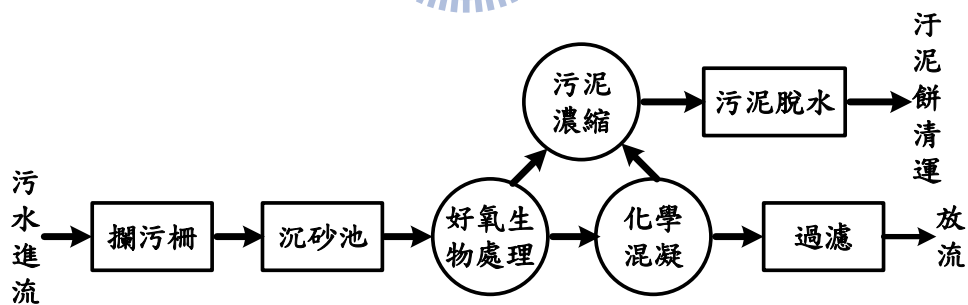 污泥
濃縮
污泥脫水
汙泥餅清運
污水進流
攔污柵
沉砂池
好氧生
物處理
化學
混凝
過濾
放流